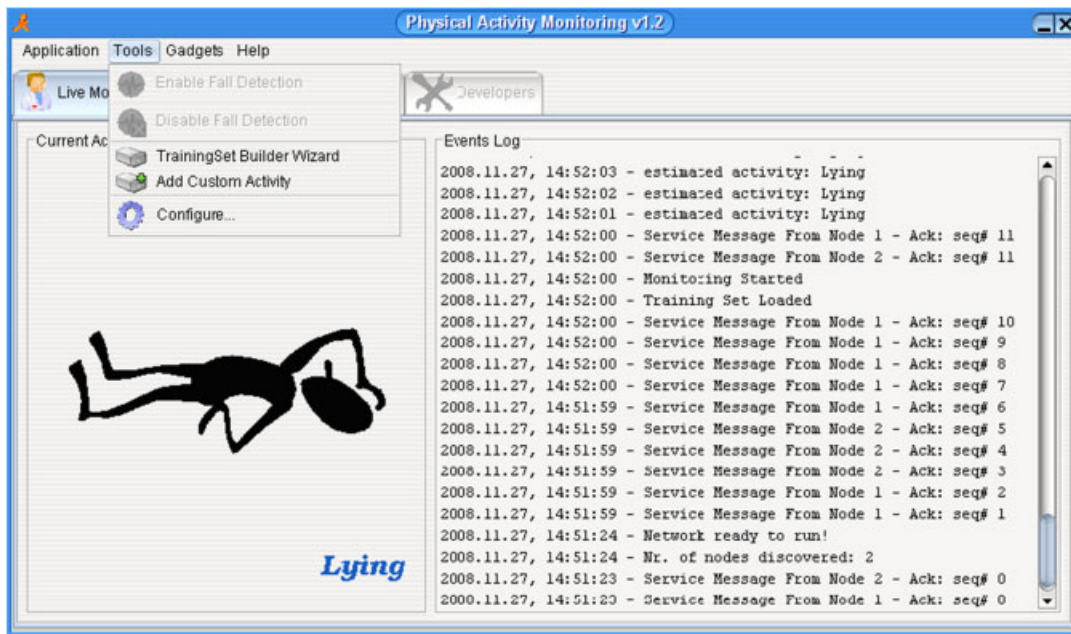 Physical Activity Monitoring v1.2
Application Tools Gadgets Help
Enable Fall Detection
Disable Fall Detection
TrainingSet Builder Wizard
Add Custom Activity
Configure...
Live Mo
Developers
Current Ac
Lying
Events Log
2008.11.27, 14:52:03 - estimated activity: Lying
2008.11.27, 14:52:02 - estimated activity: Lying
2008.11.27, 14:52:01 - estimated activity: Lying
2008.11.27, 14:52:00 - Service Message From Node 1 - Ack: seq# 11
2008.11.27, 14:52:00 - Service Message From Node 2 - Ack: seq# 11
2008.11.27, 14:52:00 - Monitoring Started
2008.11.27, 14:52:00 - Training Set Loaded
2008.11.27, 14:52:00 - Service Message From Node 1 - Ack: seq# 10
2008.11.27, 14:52:00 - Service Message From Node 1 - Ack: seq# 9
2008.11.27, 14:52:00 - Service Message From Node 1 - Ack: seq# 8
2008.11.27, 14:52:00 - Service Message From Node 1 - Ack: seq# 7
2008.11.27, 14:51:59 - Service Message From Node 1 - Ack: seq# 6
2008.11.27, 14:51:59 - Service Message From Node 2 - Ack: seq# 5
2008.11.27, 14:51:59 - Service Message From Node 2 - Ack: seq# 4
2008.11.27, 14:51:59 - Service Message From Node 2 - Ack: seq# 3
2008.11.27, 14:51:59 - Service Message From Node 1 - Ack: seq# 2
2008.11.27, 14:51:59 - Service Message From Node 1 - Ack: seq# 1
2008.11.27, 14:51:24 - Network ready to run!
2008.11.27, 14:51:24 - Nr. of nodes discovered: 2
2008.11.27, 14:51:23 - Service Message From Node 2 - Ack: seq# 0
2008.11.27, 14:51:23 - Service Message From Node 1 - Ack: seq# 0